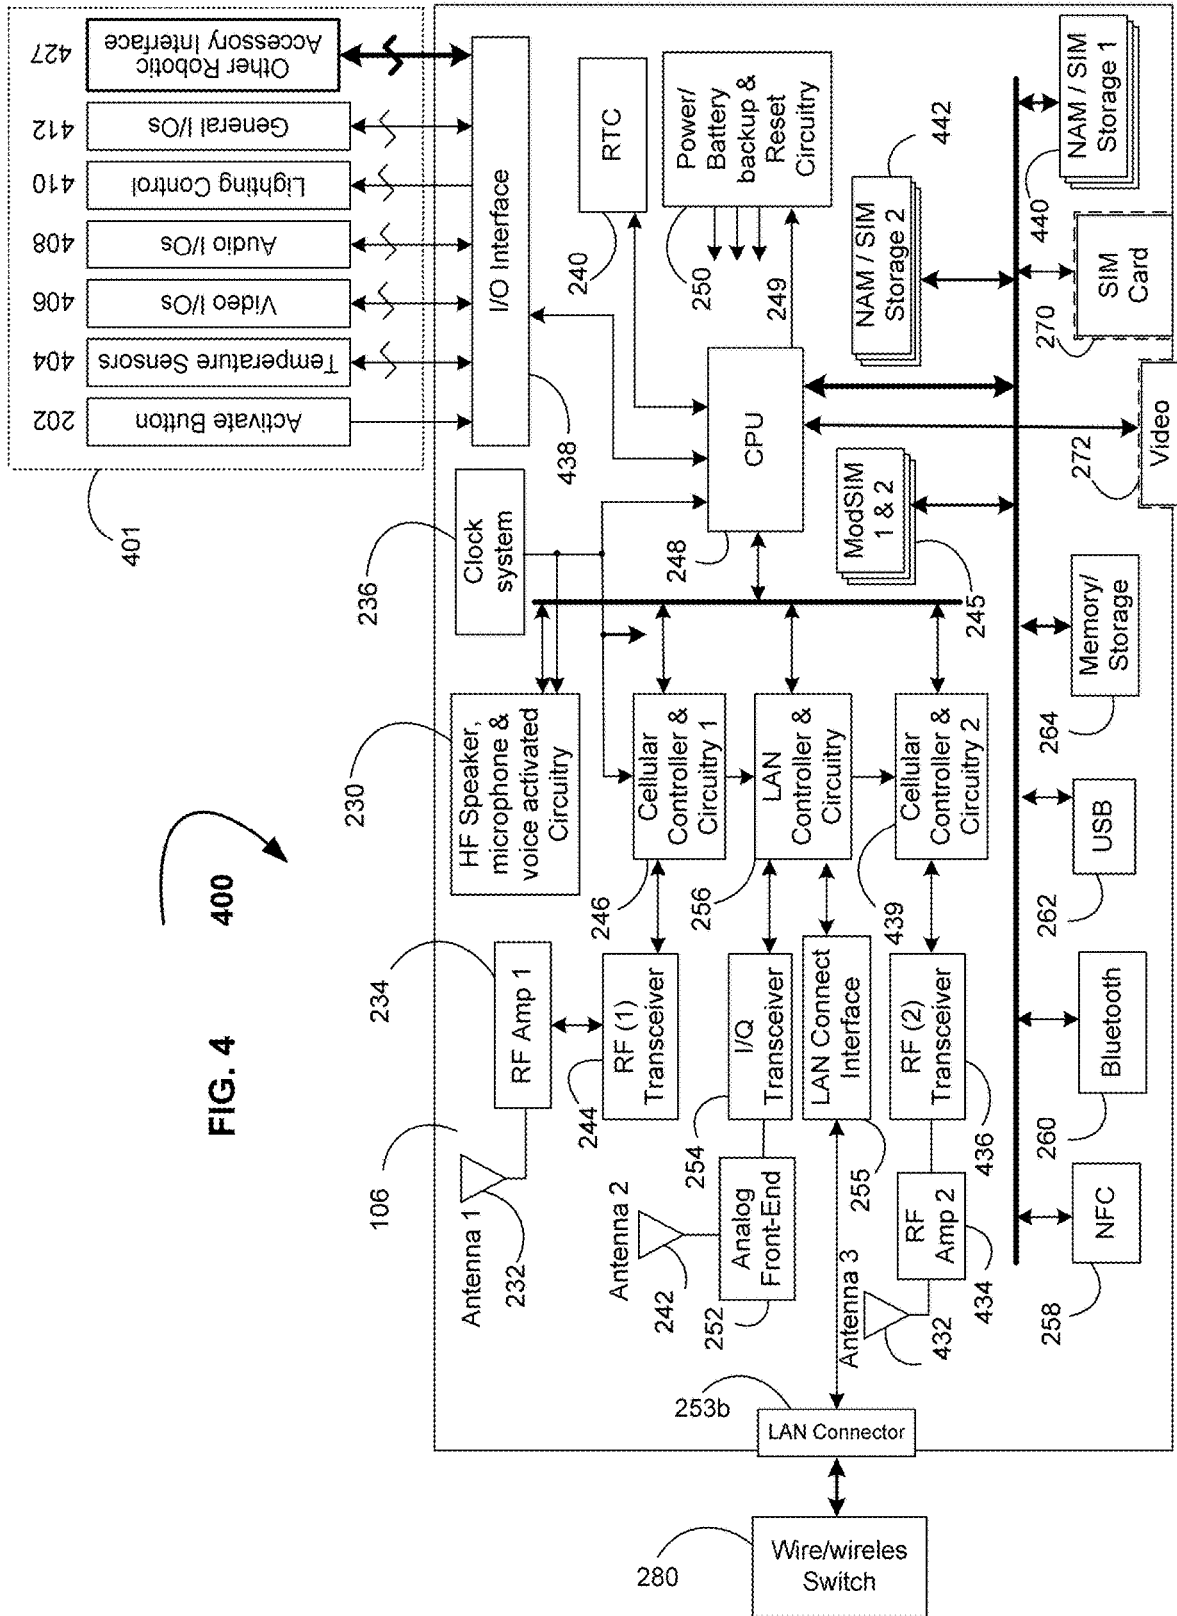 427
Other Robotic
Accessory Interface
412
General I/Os
410
Lighting Control
408
Audio I/Os
406
Video I/Os
404
Temperature Sensors
202
Activate Button
401
I/O Interface
438
RTC
240
Power/
Battery
backup &
Reset
Circuitry
250
249
442
NAM / SIM
Storage 2
NAM / SIM
Storage 1
440
SIM
Card
270
Video
272
Clock
system
236
CPU
248
ModSIM
1 & 2
245
HF Speaker,
microphone &
voice activated
Circuitry
230
Cellular
Controller &
Circuitry 1
246
LAN
Controller &
Circuitry
256
Cellular
Controller &
Circuitry 2
439
Memory/
Storage
264
USB
262
FIG. 4
400
234
RF Amp 1
RF (1)
Transceiver
244
I/Q
Transceiver
254
LAN Connect
Interface
255
RF (2)
Transceiver
436
Bluetooth
260
106
Antenna 1
232
Antenna 2
242
Analog
Front-End
252
Antenna 3
432
RF
Amp 2
434
NFC
258
253b
LAN Connector
280
Wire/wireles
Switch